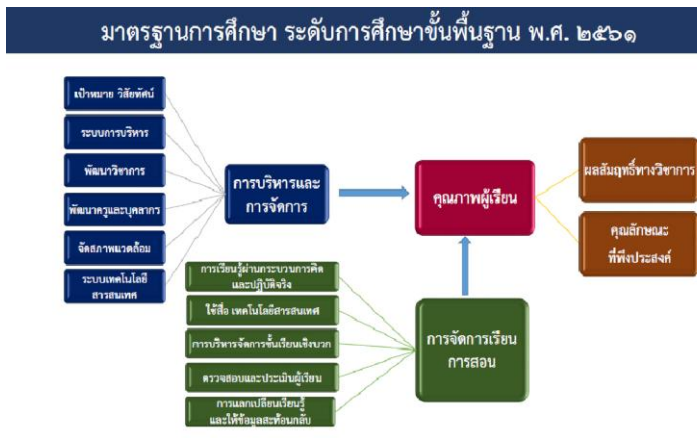 มาตรฐานการศึกษา ระดับการศึกษาขั้นพื้นฐาน พ.ศ. ๒๕๖๑
เป้าหมาย วิสัยทัศน์
ระบบการบริหาร
พัฒนาวิชาการ
พัฒนาครูและบุคลากร
จัดสภาพแวดล้อม
ระบบเทคโนโลยี
สารสนเทศ
การบริหารและ
การจัดการ
คุณภาพผู้เรียน
ผลสัมฤทธิ์ทางวิชาการ
คุณลักษณะ
ที่พึงประสงค์
การเรียนรู้ผ่านกระบวนการคิด
และปฏิบัติจริง
ใช้สื่อ เทคโนโลยีสารสนเทศ
การบริหารจัดการชั้นเรียนเชิงบวก
ตรวจสอบและประเมินผู้เรียน
การแลกเปลี่ยนเรียนรู้
และให้ข้อมูลสะท้อนกลับ
การจัดการเรียน
การสอน